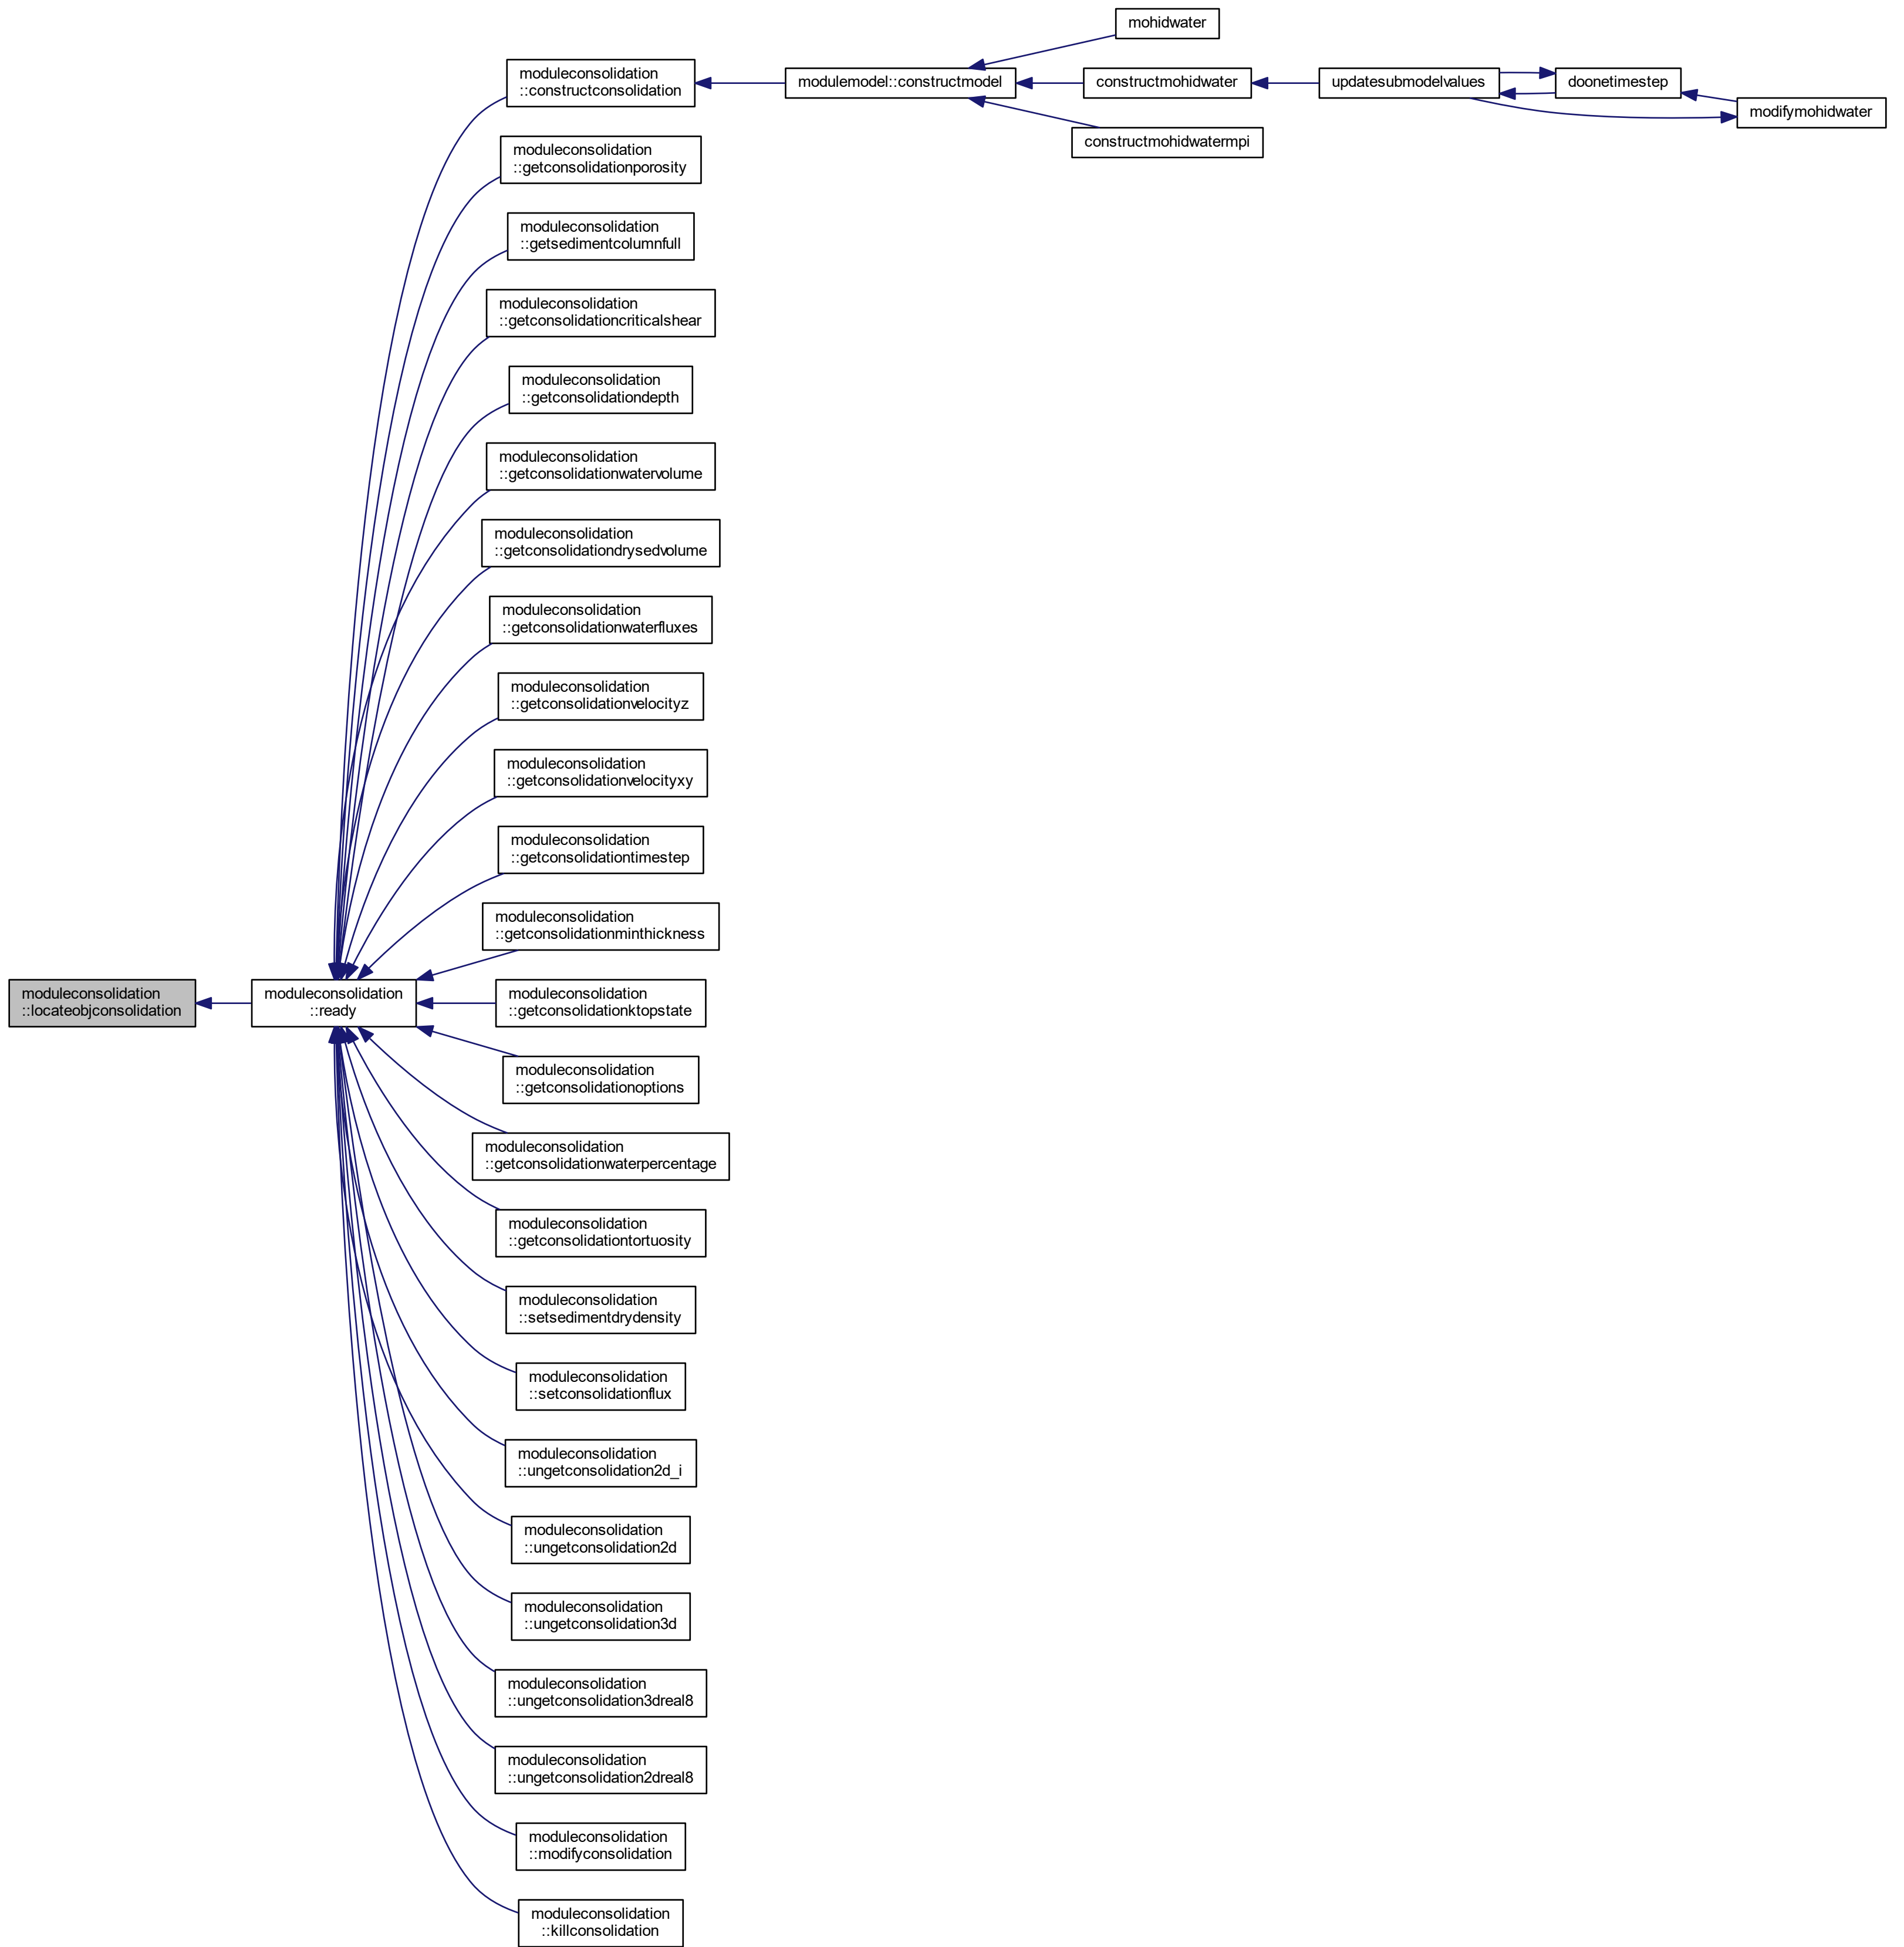 mohidwater
moduleconsolidation
::constructconsolidation
modulemodel::constructmodel
constructmohidwater
updatesubmodelvalues
doonetimestep
modifymohidwater
constructmohidwatermpi
moduleconsolidation
::getconsolidationporosity
moduleconsolidation
::getsedimentcolumnfull
moduleconsolidation
::getconsolidationcriticalshear
moduleconsolidation
::getconsolidationdepth
moduleconsolidation
::getconsolidationwatervolume
moduleconsolidation
::getconsolidationdrysedvolume
moduleconsolidation
::getconsolidationwaterfluxes
moduleconsolidation
::getconsolidationvelocityz
moduleconsolidation
::getconsolidationvelocityxy
moduleconsolidation
::getconsolidationtimestep
moduleconsolidation
::getconsolidationminthickness
moduleconsolidation
::locateobjconsolidation
moduleconsolidation
::ready
moduleconsolidation
::getconsolidationktopstate
moduleconsolidation
::getconsolidationoptions
moduleconsolidation
::getconsolidationwaterpercentage
moduleconsolidation
::getconsolidationtortuosity
moduleconsolidation
::setsedimentdrydensity
moduleconsolidation
::setconsolidationflux
moduleconsolidation
::ungetconsolidation2d_i
moduleconsolidation
::ungetconsolidation2d
moduleconsolidation
::ungetconsolidation3d
moduleconsolidation
::ungetconsolidation3dreal8
moduleconsolidation
::ungetconsolidation2dreal8
moduleconsolidation
::modifyconsolidation
moduleconsolidation
::killconsolidation